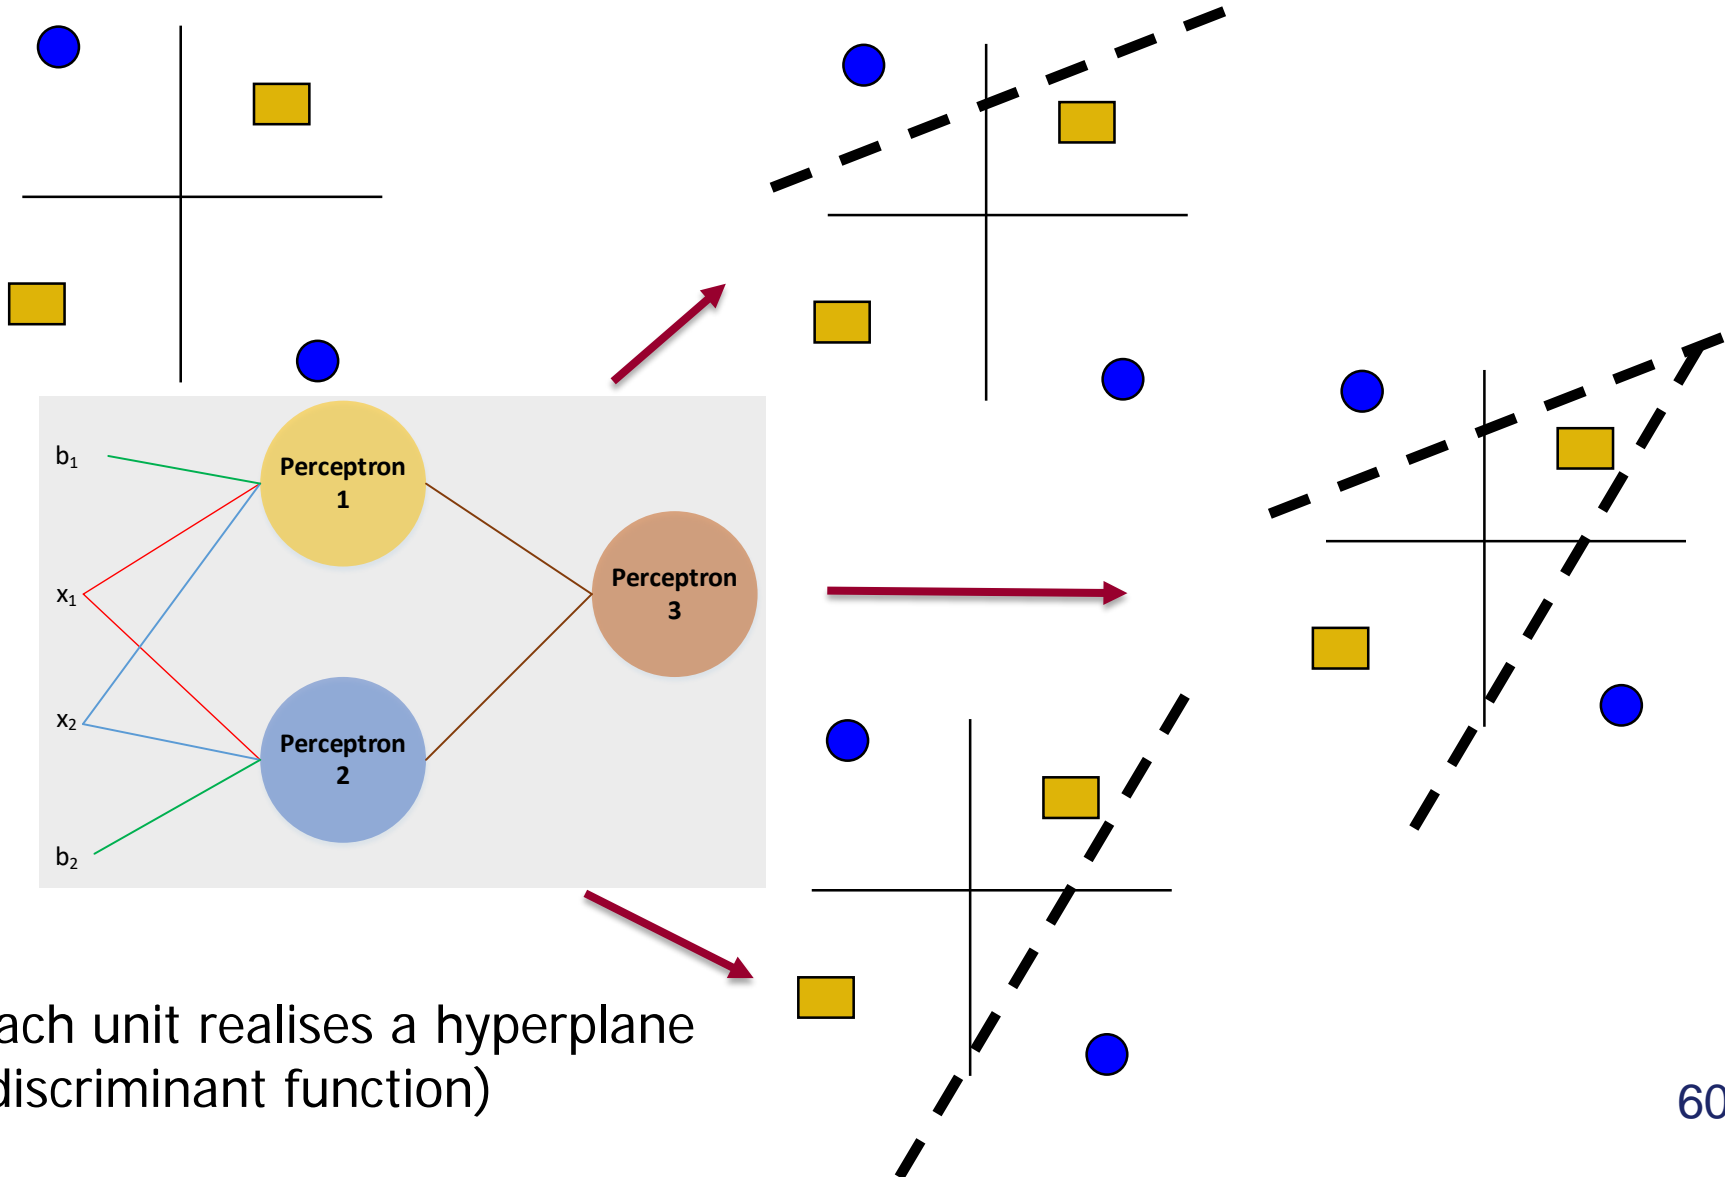 b₁
Perceptron
1
x₁
Perceptron
3
x₂
Perceptron
2
b₂
ach unit realises a hyperplane
discriminant function)
60